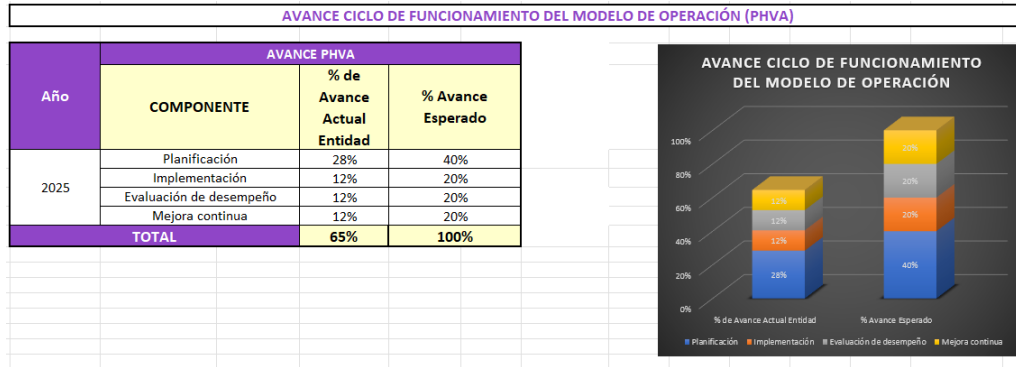 AVANCE CICLO DE FUNCIONAMIENTO DEL MODELO DE OPERACIÓN (PHVA)
Año
AVANCE PHVA
COMPONENTE
% de
Avance
Actual
Entidad
% Avance
Esperado
2025
Planificación 28% 40%
Implementación 12% 20%
Evaluación de desempeño 12% 20%
Mejora continua 12% 20%
TOTAL 65% 100%
AVANCE CICLO DE FUNCIONAMIENTO
DEL MODELO DE OPERACIÓN
100%
80%
60%
40%
20%
0%
12%
12%
12%
28%
20%
20%
20%
40%
% de Avance Actual Entidad % Avance Esperado
Planificación Implementación Evaluación de desempeño Mejora continua